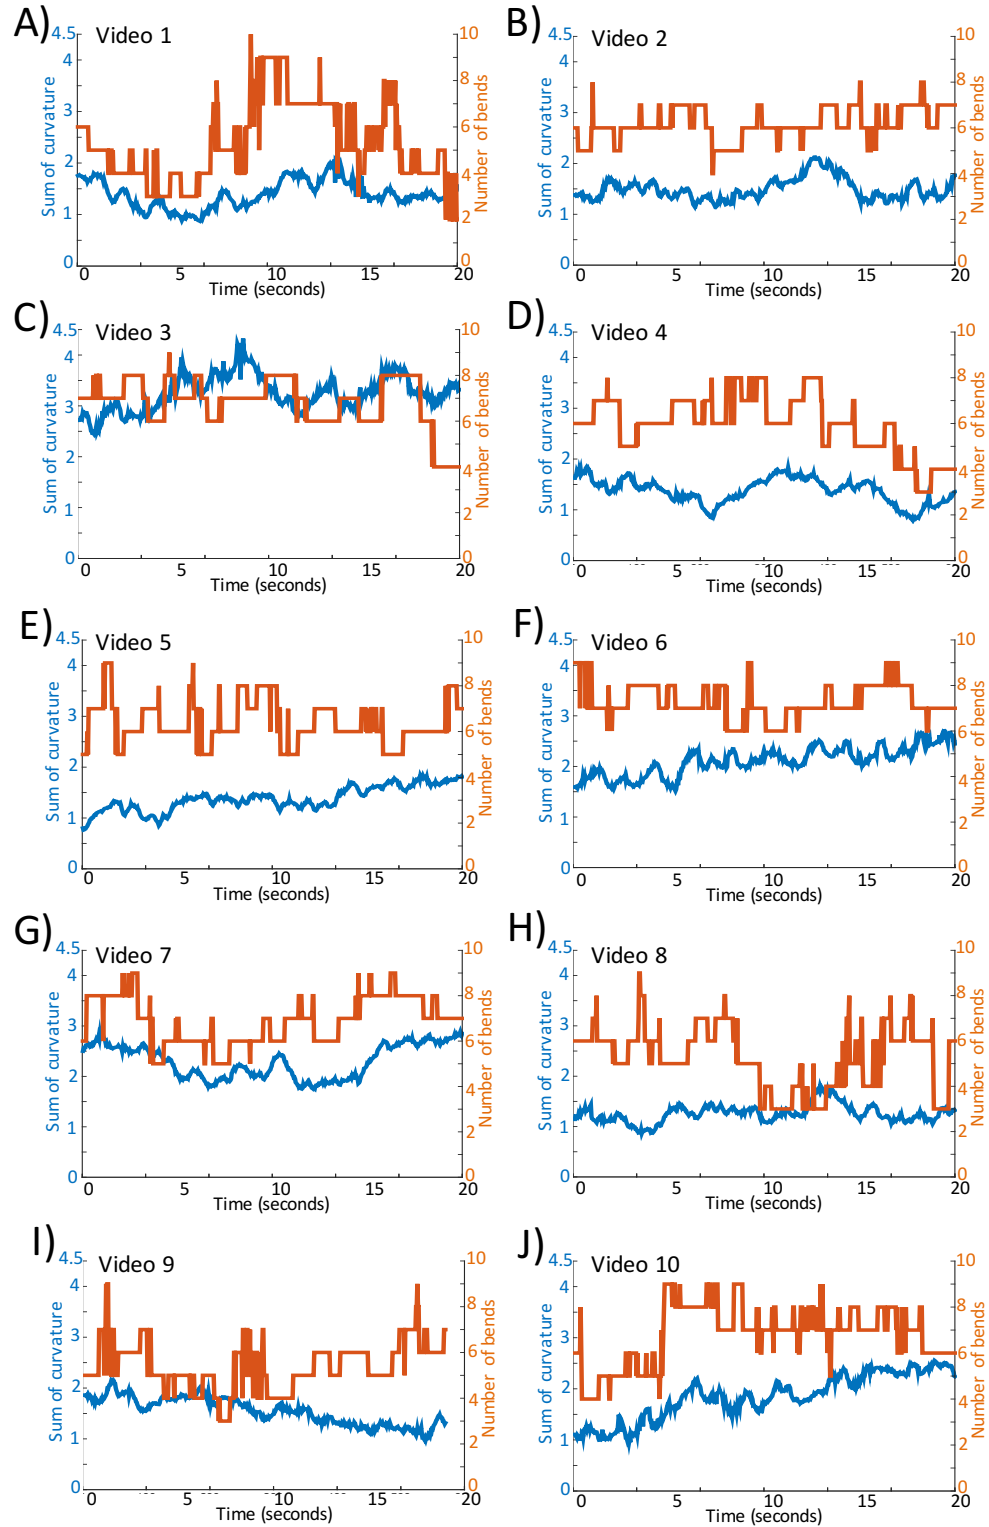 A)
Video 1
Sum of curvature
4.5
4
3
2
1
0
Number of bends
10
8
6
4
2
0
0 5 10 15 20
Time (seconds)
B)
Video 2
Sum of curvature
4.5
4
3
2
1
0
Number of bends
10
8
6
4
2
0
0 5 10 15 20
Time (seconds)
C)
Video 3
Sum of curvature
4.5
4
3
2
1
0
Number of bends
10
8
6
4
2
0
0 5 10 15 20
Time (seconds)
D)
Video 4
Sum of curvature
4.5
4
3
2
1
0
Number of bends
10
8
6
4
2
0
0 5 10 15 20
Time (seconds)
E)
Video 5
Sum of curvature
4.5
4
3
2
1
0
Number of bends
10
8
6
4
2
0
0 5 10 15 20
Time (seconds)
F)
Video 6
Sum of curvature
4.5
4
3
2
1
0
Number of bends
10
8
6
4
2
0
0 5 10 15 20
Time (seconds)
G)
Video 7
Sum of curvature
4.5
4
3
2
1
0
Number of bends
10
8
6
4
2
0
0 5 10 15 20
Time (seconds)
H)
Video 8
Sum of curvature
4.5
4
3
2
1
0
Number of bends
10
8
6
4
2
0
0 5 10 15 20
Time (seconds)
I)
Video 9
Sum of curvature
4.5
4
3
2
1
0
Number of bends
10
8
6
4
2
0
0 5 10 15 20
Time (seconds)
J)
Video 10
Sum of curvature
4.5
4
3
2
1
0
Number of bends
10
8
6
4
2
0
0 5 10 15 20
Time (seconds)